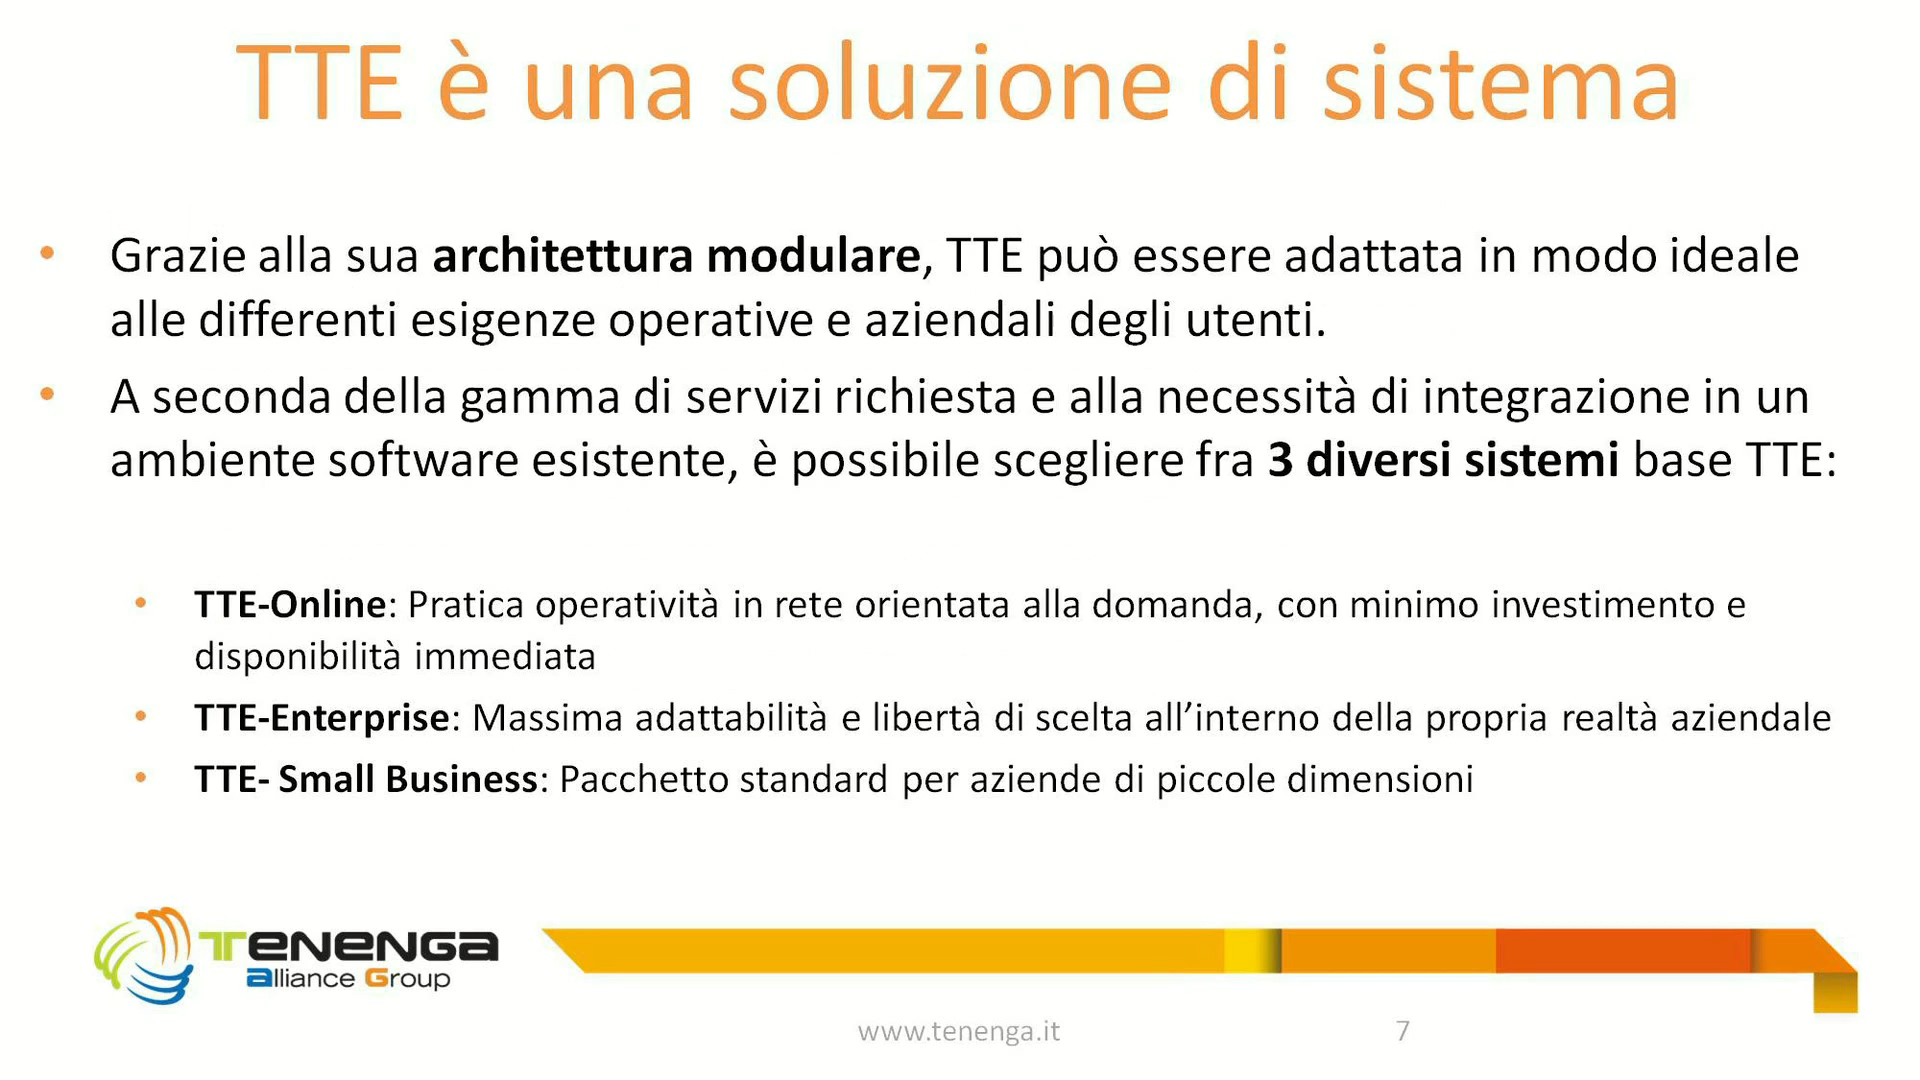 TTE è una soluzione di sistema
• Grazie alla sua architettura modulare, TTE può essere adattata in modo ideale
alle differenti esigenze operative e aziendali degli utenti.
• A seconda della gamma di servizi richiesta e alla necessità di integrazione in un
ambiente software esistente, è possibile scegliere fra 3 diversi sistemi base TTE:
• TTE-Online: Pratica operatività in rete orientata alla domanda, con minimo investimento e
disponibilità immediata
• TTE-Enterprise: Massima adattabilità e libertà di scelta all’interno della propria realtà aziendale
• TTE- Small Business: Pacchetto standard per aziende di piccole dimensioni
TENENGA
alliance Group
www.tenenga.it
7